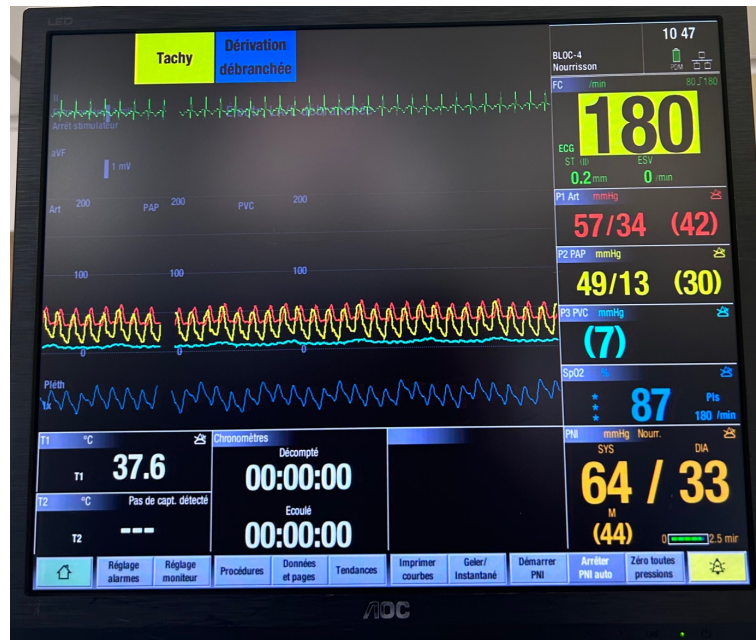 LEC
Tachy
Dérivation
débranchée
10 47
BLOC-4
Nourrisson
PDM
Arrêt stimulateur
aVF
1 mV
Art 200 PAP 200 PVC 200
100 100 100
0 0 0
Pléth
1x
FC /min 80 180
180
ECG
ST (II) ESV
0.2 mm 0 /min
P1 Art mmHg
57/34 (42)
P2 PAP mmHg
49/13 (30)
P3 PVC mmHg
(7)
SpO2 %
* * * 87 Pls
180 /min
PNI mmHg Nourr.
SYS DIA
64 / 33
M
(44) 0 2.5 mir
T1 °C
T1 37.6
T2 °C Pas de capt. détecté
T2 ---
Chronomètres
Décompté
00:00:00
Ecoulé
00:00:00
Réglage
alarmes
Réglage
moniteur
Procédures
Données
et pages
Tendances
Imprimer
courbes
Geler/
Instantané
Démarrer
PNI
Arrêter
PNI auto
Zéro toutes
pressions
AOC